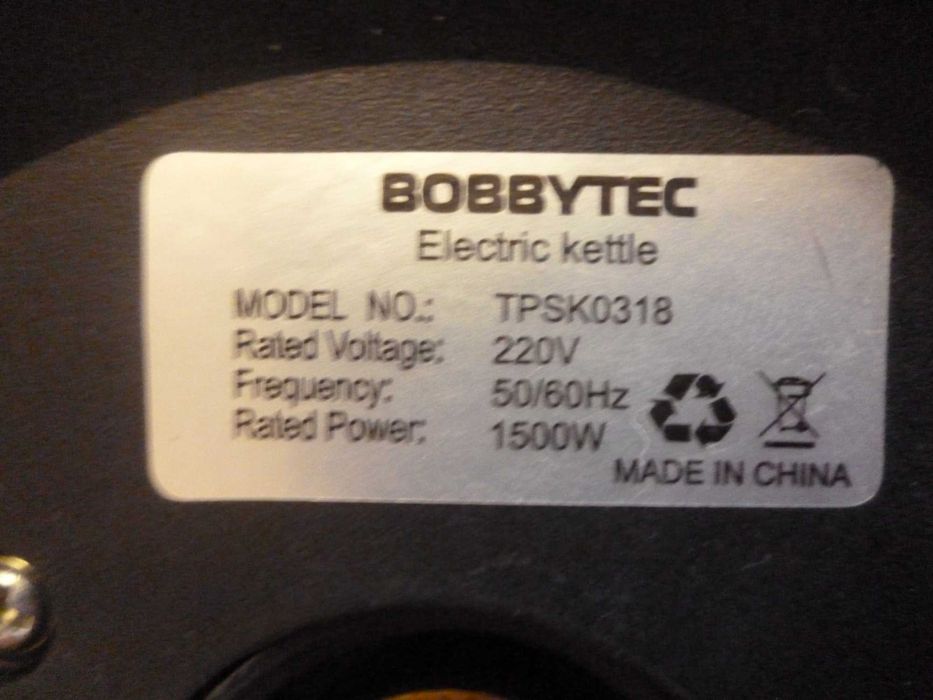 BOBBYTEC
Electric kettle
MODEL NO.: TPSK0318
Rated Voltage: 220V
Frequency: 50/60Hz
Rated Power: 1500W
MADE IN CHINA